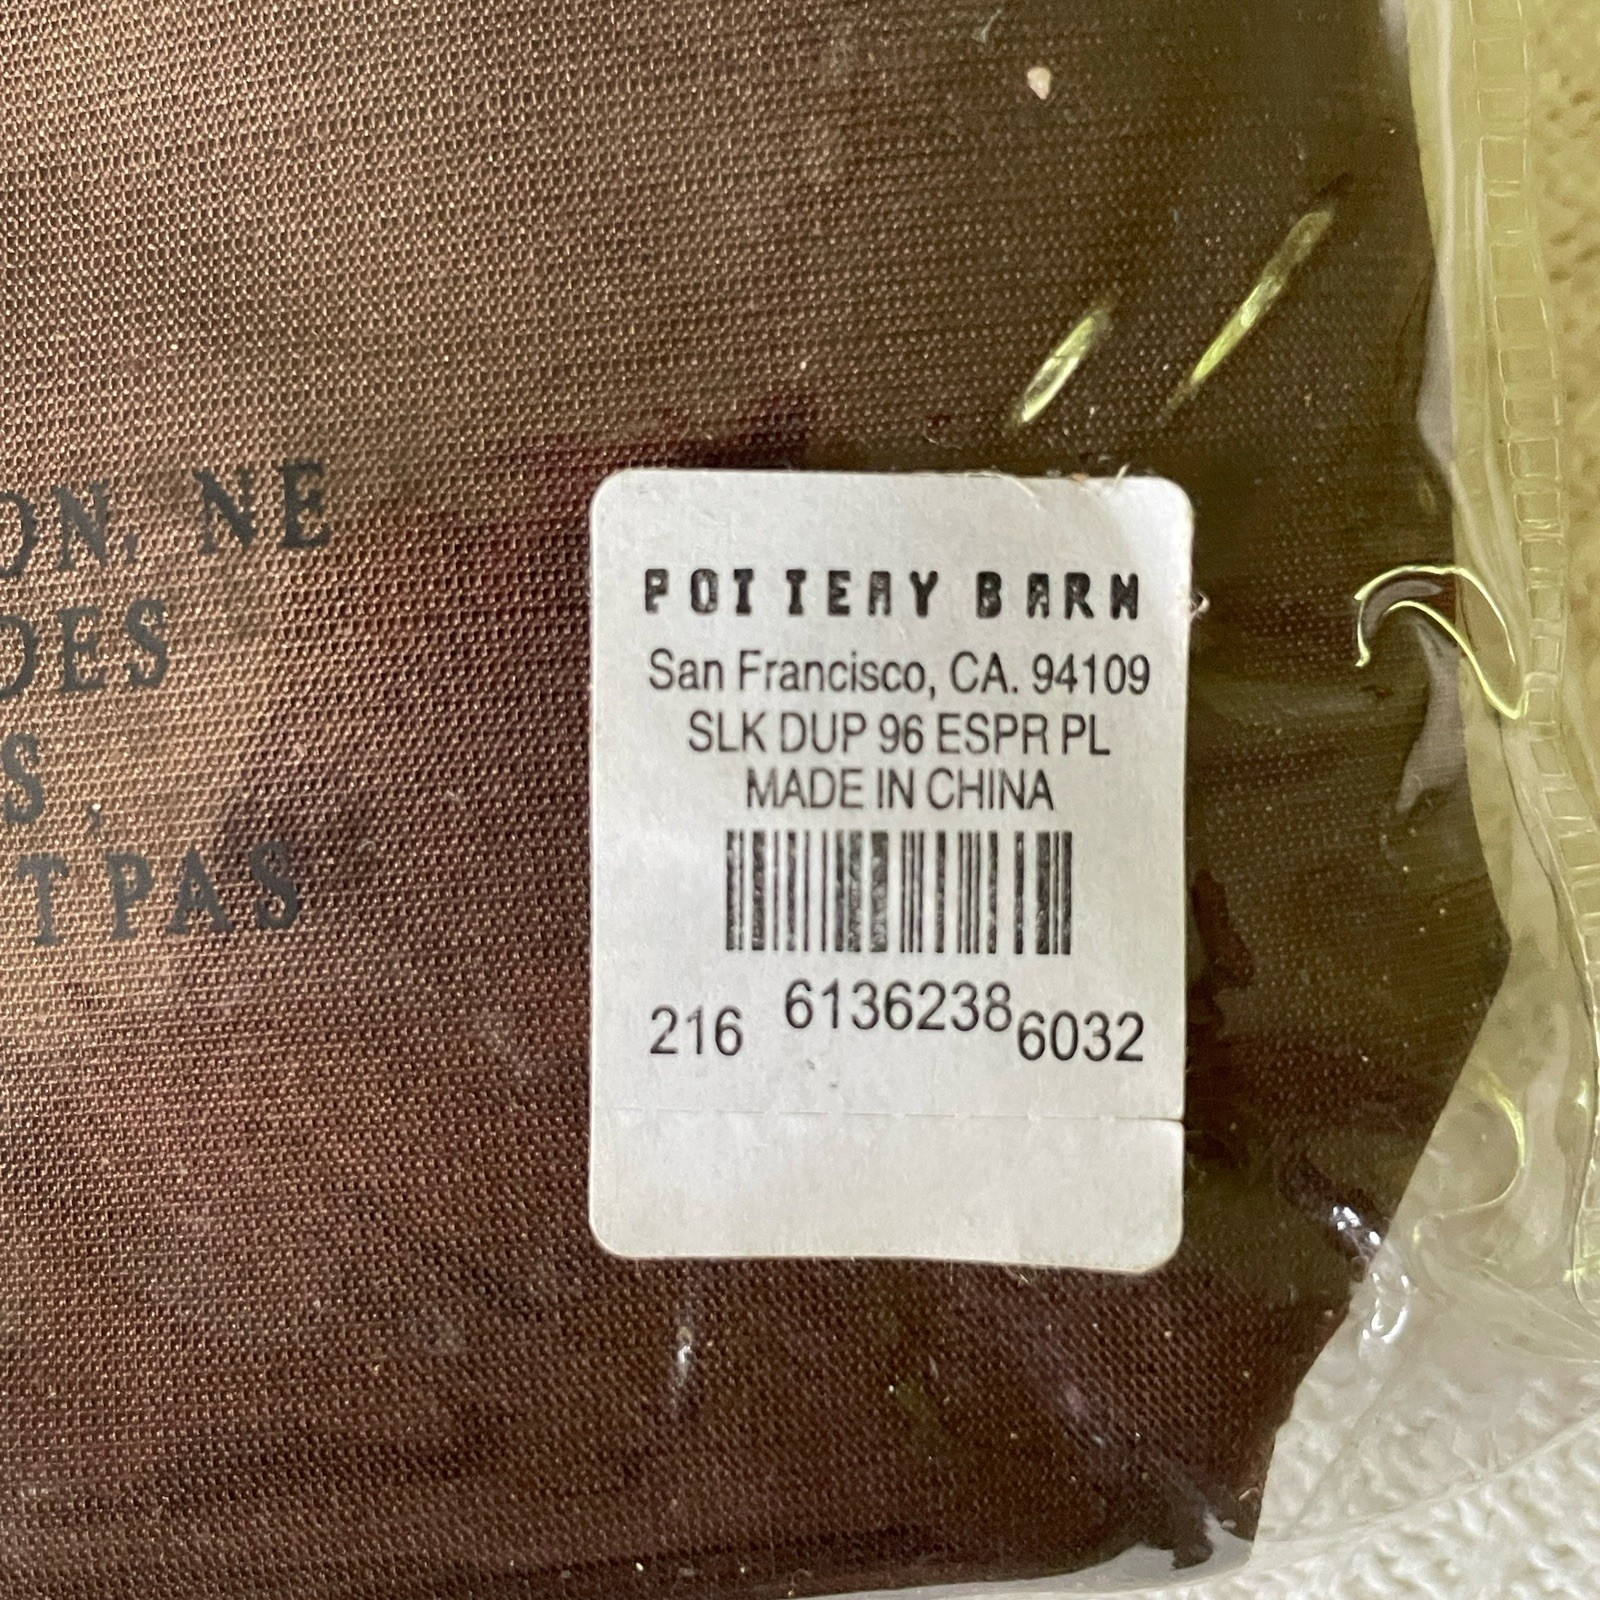 ON, NE
DES
S,
T PAS
POTTERY BARN
San Francisco, CA. 94109
SLK DUP 96 ESPR PL
MADE IN CHINA
216 6136238 6032